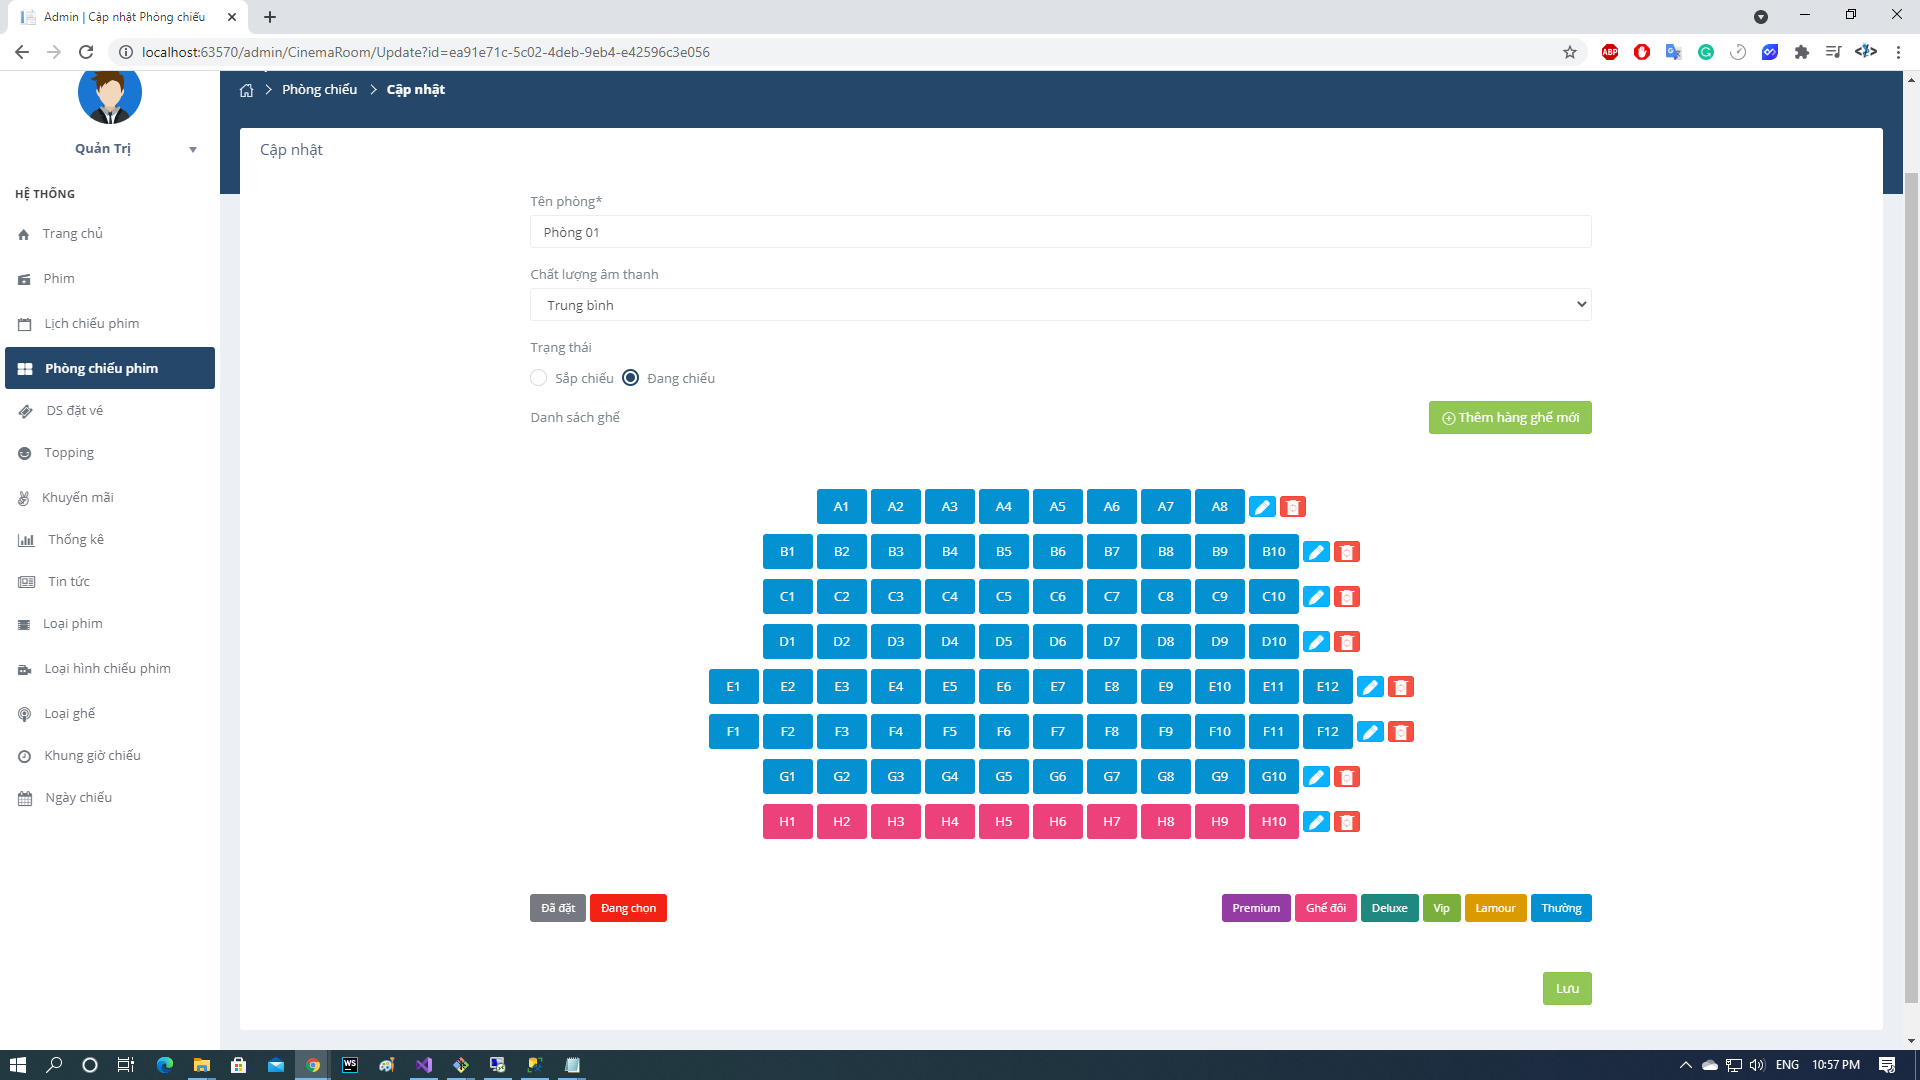 Admin | Cập nhật Phòng chiếu
localhost:63570/admin/CinemaRoom/Update?id=ea91e71c-5c02-4deb-9eb4-e42596c3e056
ABP
Phòng chiếu > Cập nhật
Quản Trị
HỆ THỐNG
Trang chủ
Phim
Lịch chiếu phim
Phòng chiếu phim
DS đặt vé
Topping
Khuyến mãi
Thống kê
Tin tức
Loại phim
Loại hình chiếu phim
Loại ghế
Khung giờ chiếu
Ngày chiếu
Cập nhật
Tên phòng*
Phòng 01
Chất lượng âm thanh
Trung bình
Trạng thái
Sắp chiếu Đang chiếu
Danh sách ghế Thêm hàng ghế mới
A1 A2 A3 A4 A5 A6 A7 A8
B1 B2 B3 B4 B5 B6 B7 B8 B9 B10
C1 C2 C3 C4 C5 C6 C7 C8 C9 C10
D1 D2 D3 D4 D5 D6 D7 D8 D9 D10
E1 E2 E3 E4 E5 E6 E7 E8 E9 E10 E11 E12
F1 F2 F3 F4 F5 F6 F7 F8 F9 F10 F11 F12
G1 G2 G3 G4 G5 G6 G7 G8 G9 G10
H1 H2 H3 H4 H5 H6 H7 H8 H9 H10
Đã đặt Đang chọn Premium Ghế đôi Deluxe Vip Lamour Thường
Lưu
WS
ENG 10:57 PM